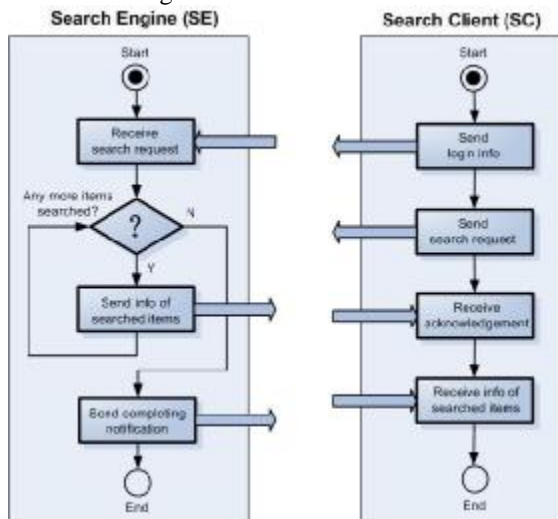 Search Engine (SE)
Start
Receive
search request
Any more items
searched?
?
N
Y
Send info of
searched items
Send completing
notification
End
Search Client (SC)
Start
Send
login info
Send
search request
Receive
acknowledgement
Receive info of
searched items
End